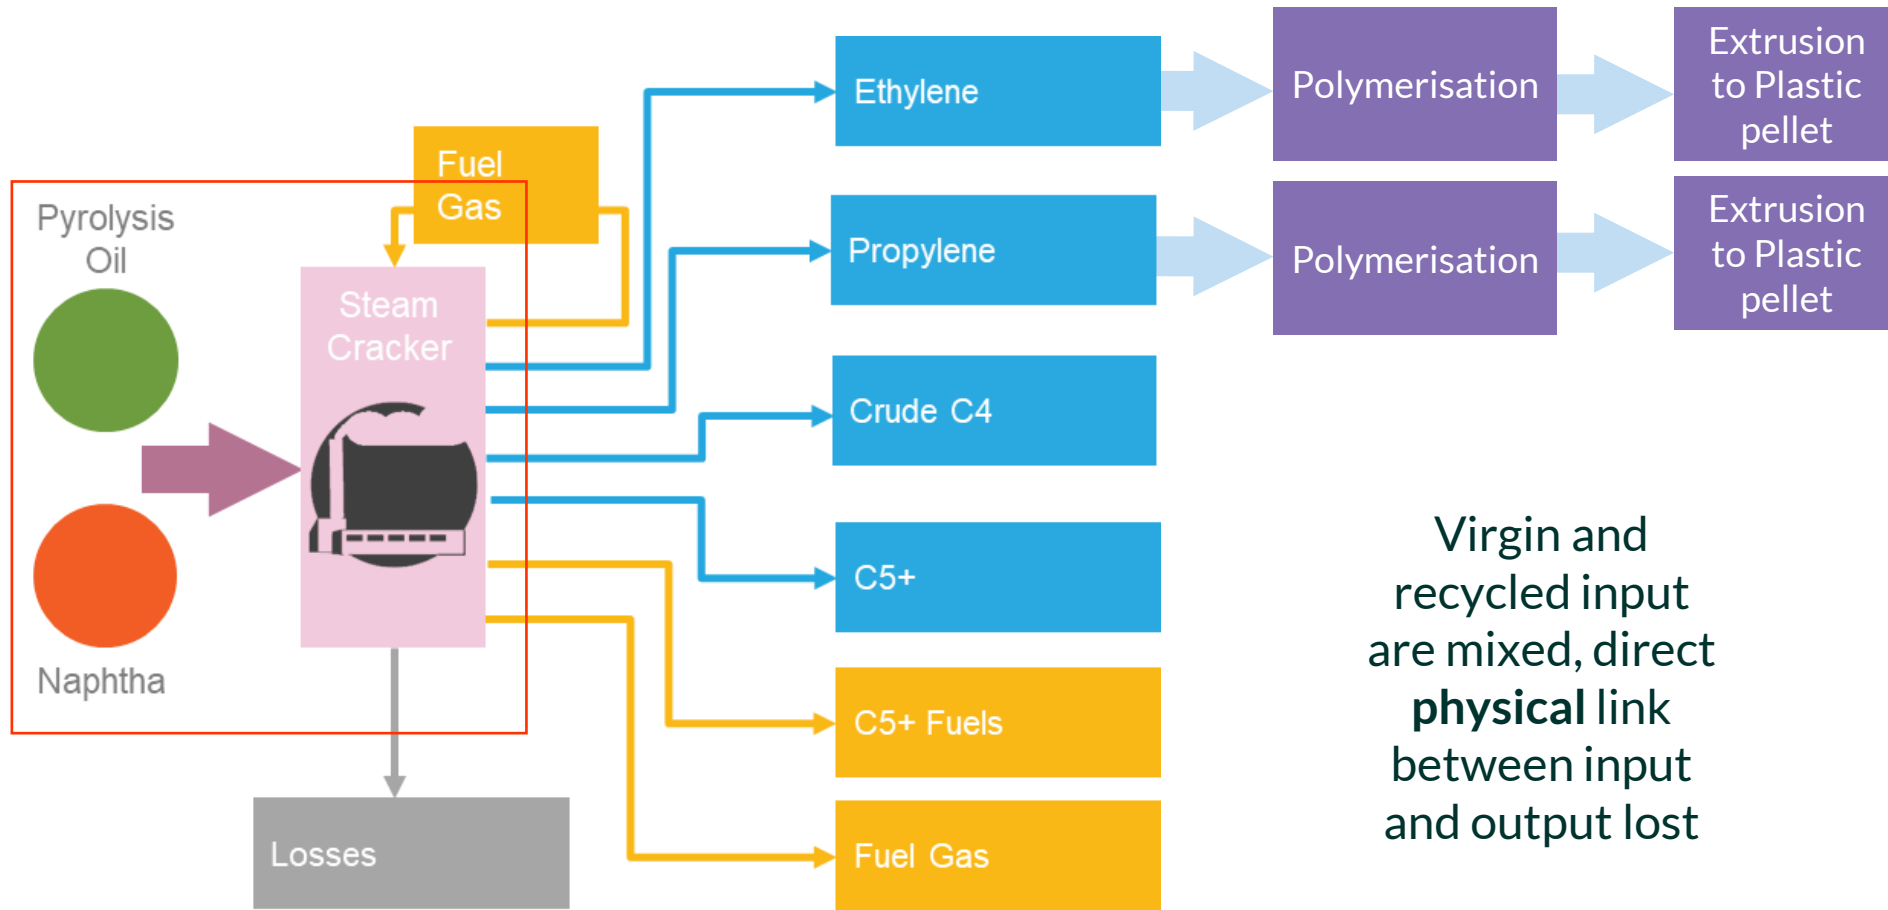 Pyrolysis
Oil
Naphtha
Fuel
Gas
Steam
Cracker
Losses
Ethylene
Propylene
Crude C4
C5+
C5+ Fuels
Fuel Gas
Polymerisation
Extrusion
to Plastic
pellet
Polymerisation
Extrusion
to Plastic
pellet
Virgin and
recycled input
are mixed, direct
physical link
between input
and output lost